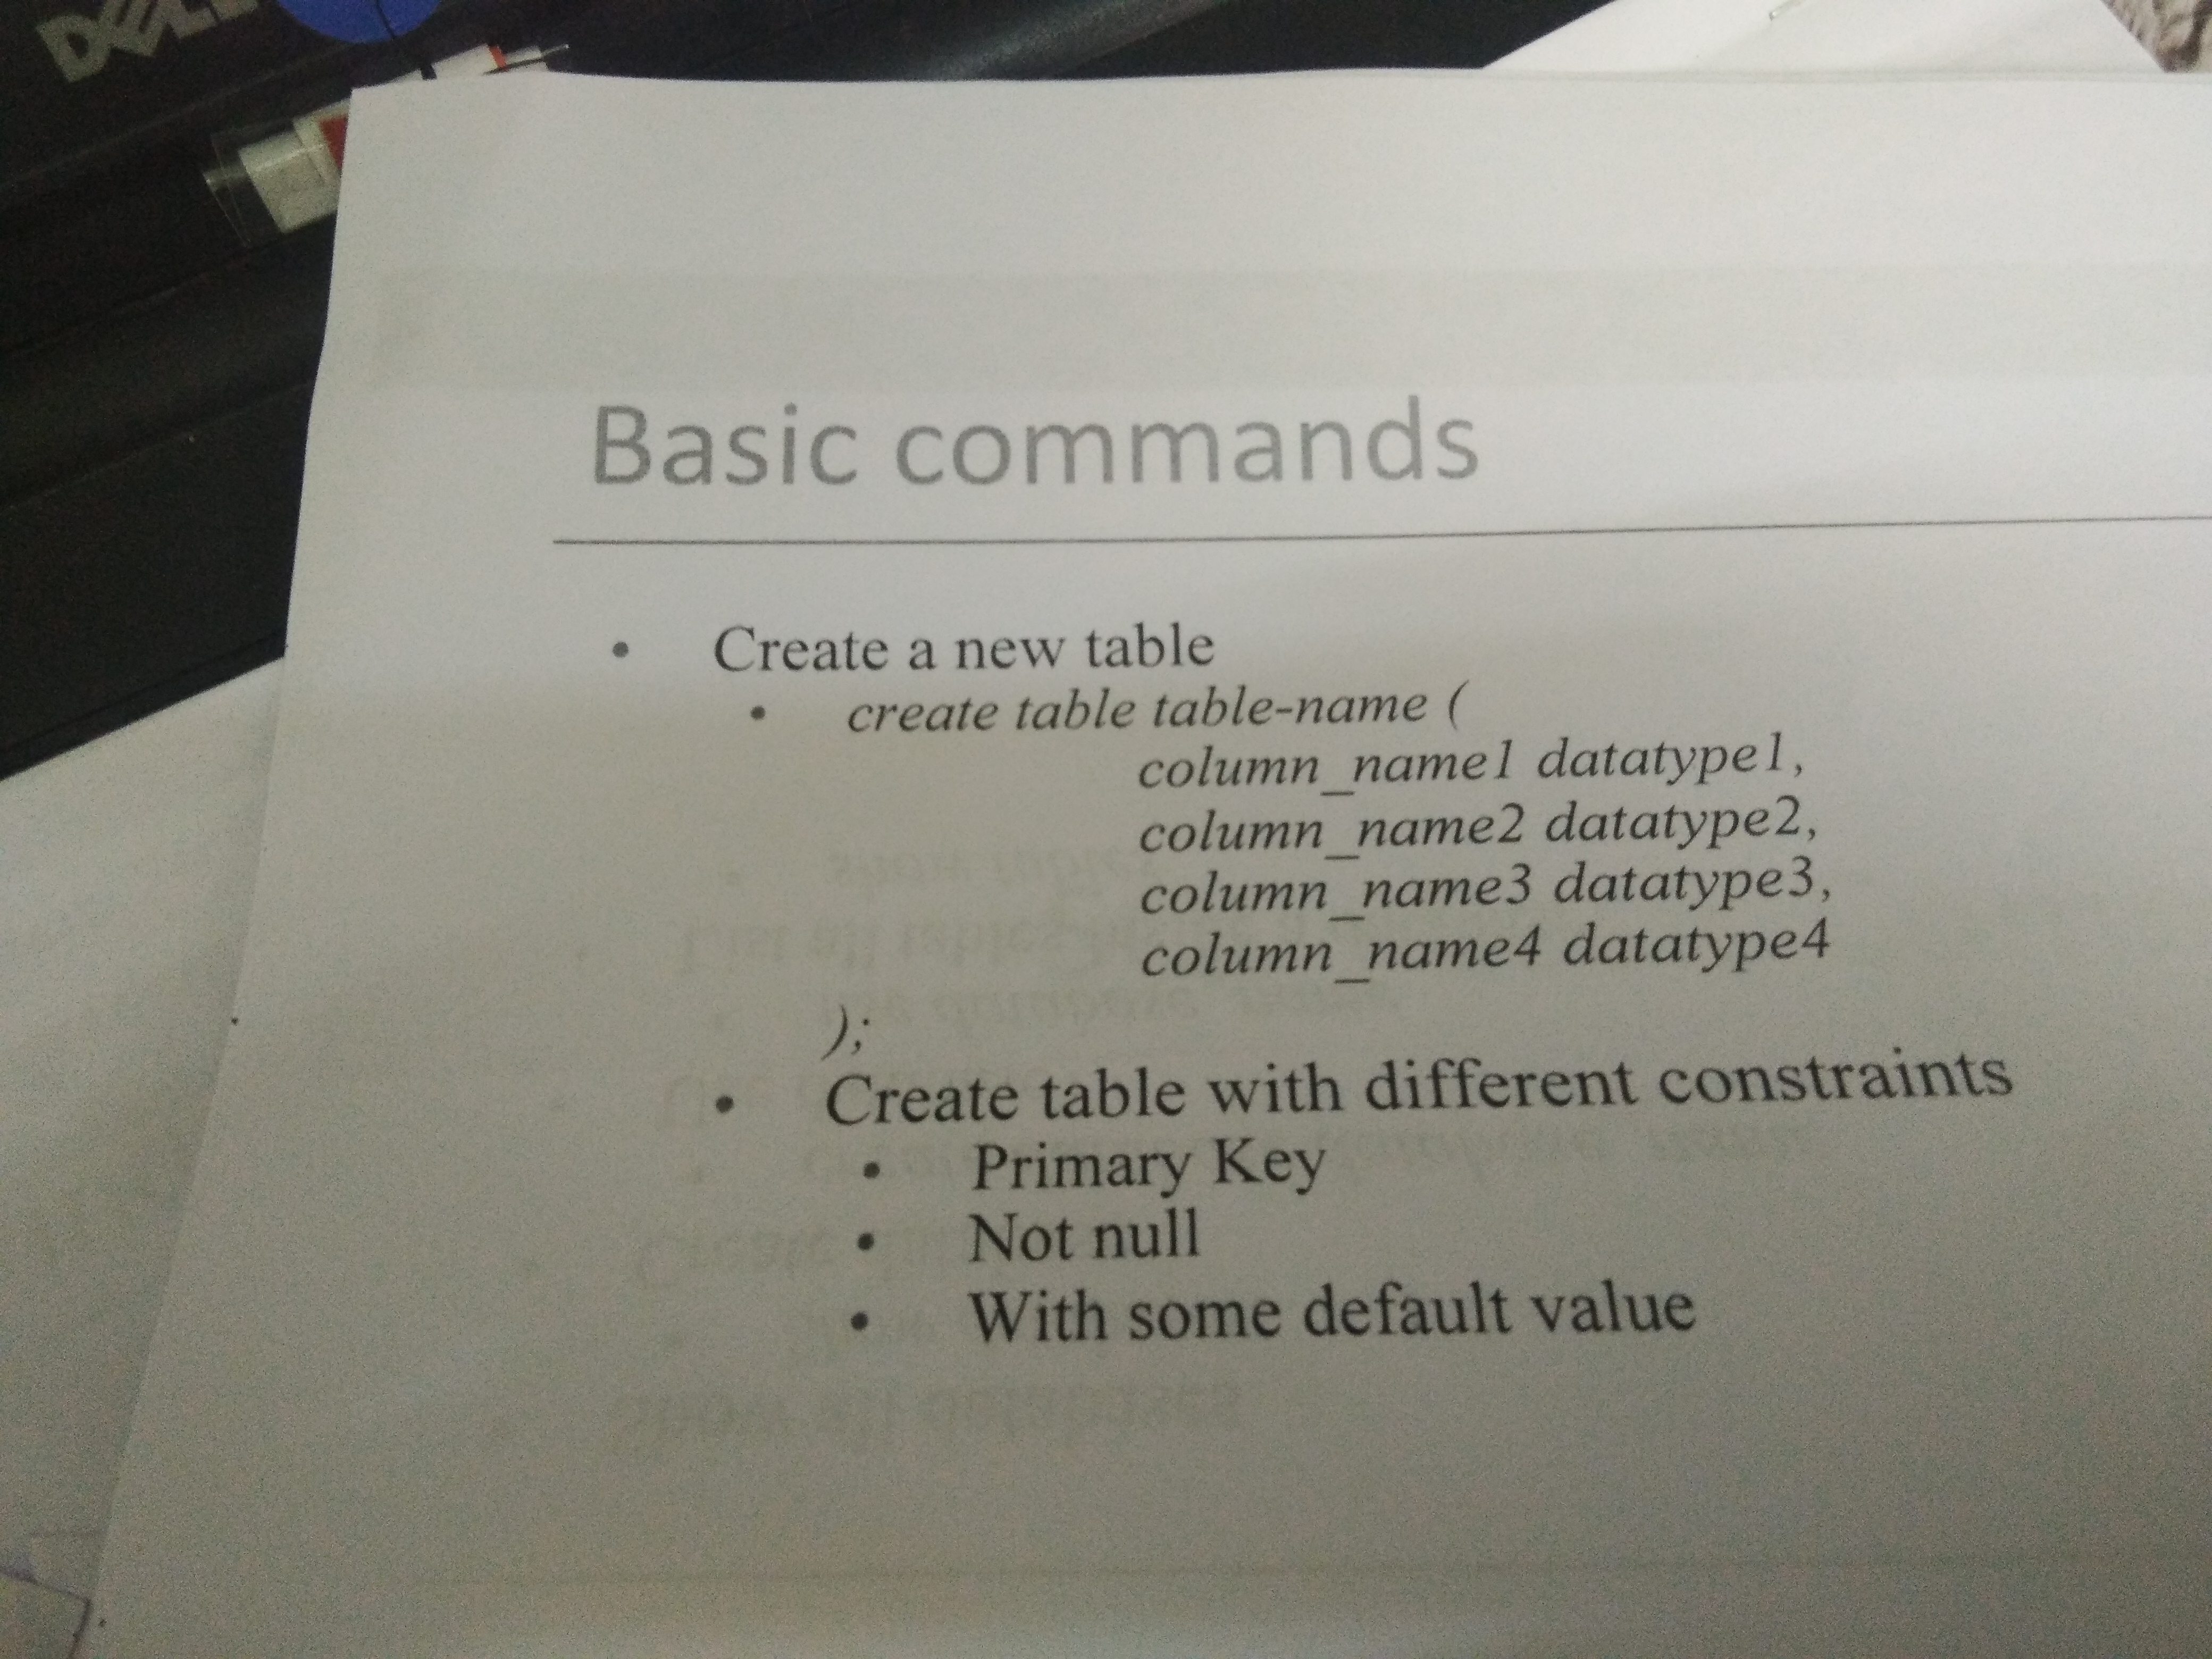 DELL
Basic commands
• Create a new table
• create table table-name (
column_name1 datatype1,
column_name2 datatype2,
column_name3 datatype3,
column_name4 datatype4
);
• Create table with different constraints
• Primary Key
• Not null
• With some default value